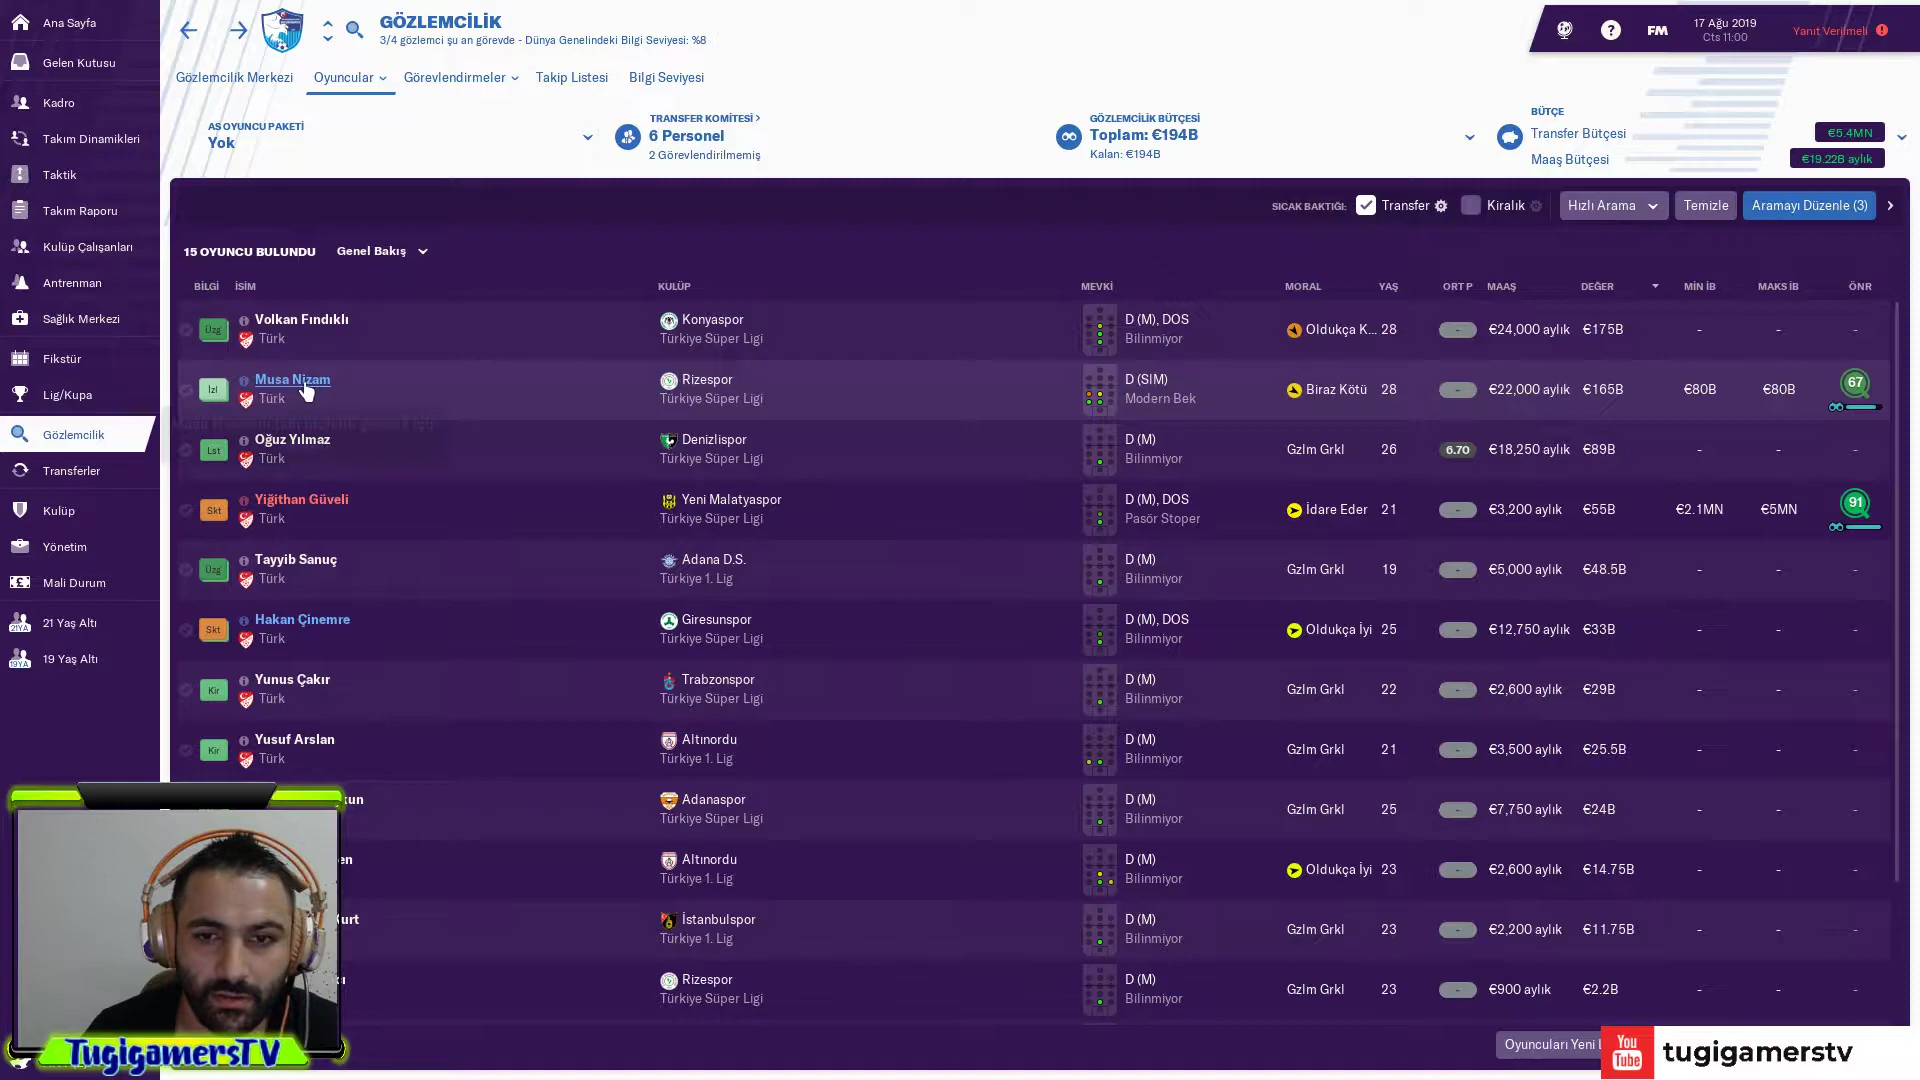 Ana Sayfa
Gelen Kutusu
Kadro
Takım Dinamikleri
Taktik
Takım Raporu
Kulüp Çalışanları
Antrenman
Sağlık Merkezi
Fikstür
Lig/Kupa
Gözlemcilik
Transferler
Kulüp
Yönetim
Mali Durum
21YA 21 Yaş Altı
19YA 19 Yaş Altı
GÖZLEMCİLİK
3/4 gözlemci şu an görevde - Dünya Genelindeki Bilgi Seviyesi: %8
? FM 17 Ağu 2019
Cts 11:00
Yanıt Verilmeli
Gözlemcilik Merkezi Oyuncular Görevlendirmeler Takip Listesi Bilgi Seviyesi
AS OYUNCU PAKETİ
Yok
TRANSFER KOMİTESİ >
6 Personel
2 Görevlendirilmemiş
GÖZLEMCİLİK BÜTÇESİ
Toplam: €194B
Kalan: €194B
BÜTÇE
Transfer Bütçesi €5.4MN
Maaş Bütçesi €19.22B aylık
SICAK BAKTIĞI: Transfer Kiralık Hızlı Arama Temizle Aramayı Düzenle (3)
15 OYUNCU BULUNDU Genel Bakış
BİLGİ İSİM KULÜP MEVKİ MORAL YAŞ ORT P MAAŞ DEĞER MİN İB MAKS İB ÖNR
Üzg Volkan Fındıklı Konyaspor D (M), DOS Oldukça K... 28 - €24,000 aylık €175B - - -
Türk Türkiye Süper Ligi Bilinmiyor
İzl Musa Nizam Rizespor D (SIM) Biraz Kötü 28 - €22,000 aylık €165B €80B €80B 67
Türk Türkiye Süper Ligi Modern Bek
Lst Oğuz Yılmaz Denizlispor D (M) Gzlm Grkl 26 6.70 €18,250 aylık €89B - - -
Türk Türkiye Süper Ligi Bilinmiyor
Skt Yiğithan Güveli Yeni Malatyaspor D (M), DOS İdare Eder 21 - €3,200 aylık €55B €2.1MN €5MN 91
Türk Türkiye Süper Ligi Pasör Stoper
Üzg Tayyib Sanuç Adana D.S. D (M) Gzlm Grkl 19 - €5,000 aylık €48.5B - - -
Türk Türkiye 1. Lig Bilinmiyor
Skt Hakan Çinemre Giresunspor D (M), DOS Oldukça İyi 25 - €12,750 aylık €33B - - -
Türk Türkiye Süper Ligi Bilinmiyor
Kir Yunus Çakır Trabzonspor D (M) Gzlm Grkl 22 - €2,600 aylık €29B - - -
Türk Türkiye Süper Ligi Bilinmiyor
Kir Yusuf Arslan Altınordu D (M) Gzlm Grkl 21 - €3,500 aylık €25.5B - - -
Türk Türkiye 1. Lig Bilinmiyor
kun Adanaspor D (M) Gzlm Grkl 25 - €7,750 aylık €24B - - -
Türkiye Süper Ligi Bilinmiyor
en Altınordu D (M) Oldukça İyi 23 - €2,600 aylık €14.75B - - -
Türkiye 1. Lig Bilinmiyor
urt İstanbulspor D (M) Gzlm Grkl 23 - €2,200 aylık €11.75B - - -
Türkiye 1. Lig Bilinmiyor
Rizespor D (M) Gzlm Grkl 23 - €900 aylık €2.2B - - -
Türkiye Süper Ligi Bilinmiyor
Oyuncuları Yeni
You Tube tugigamerstv
TugigamersTV